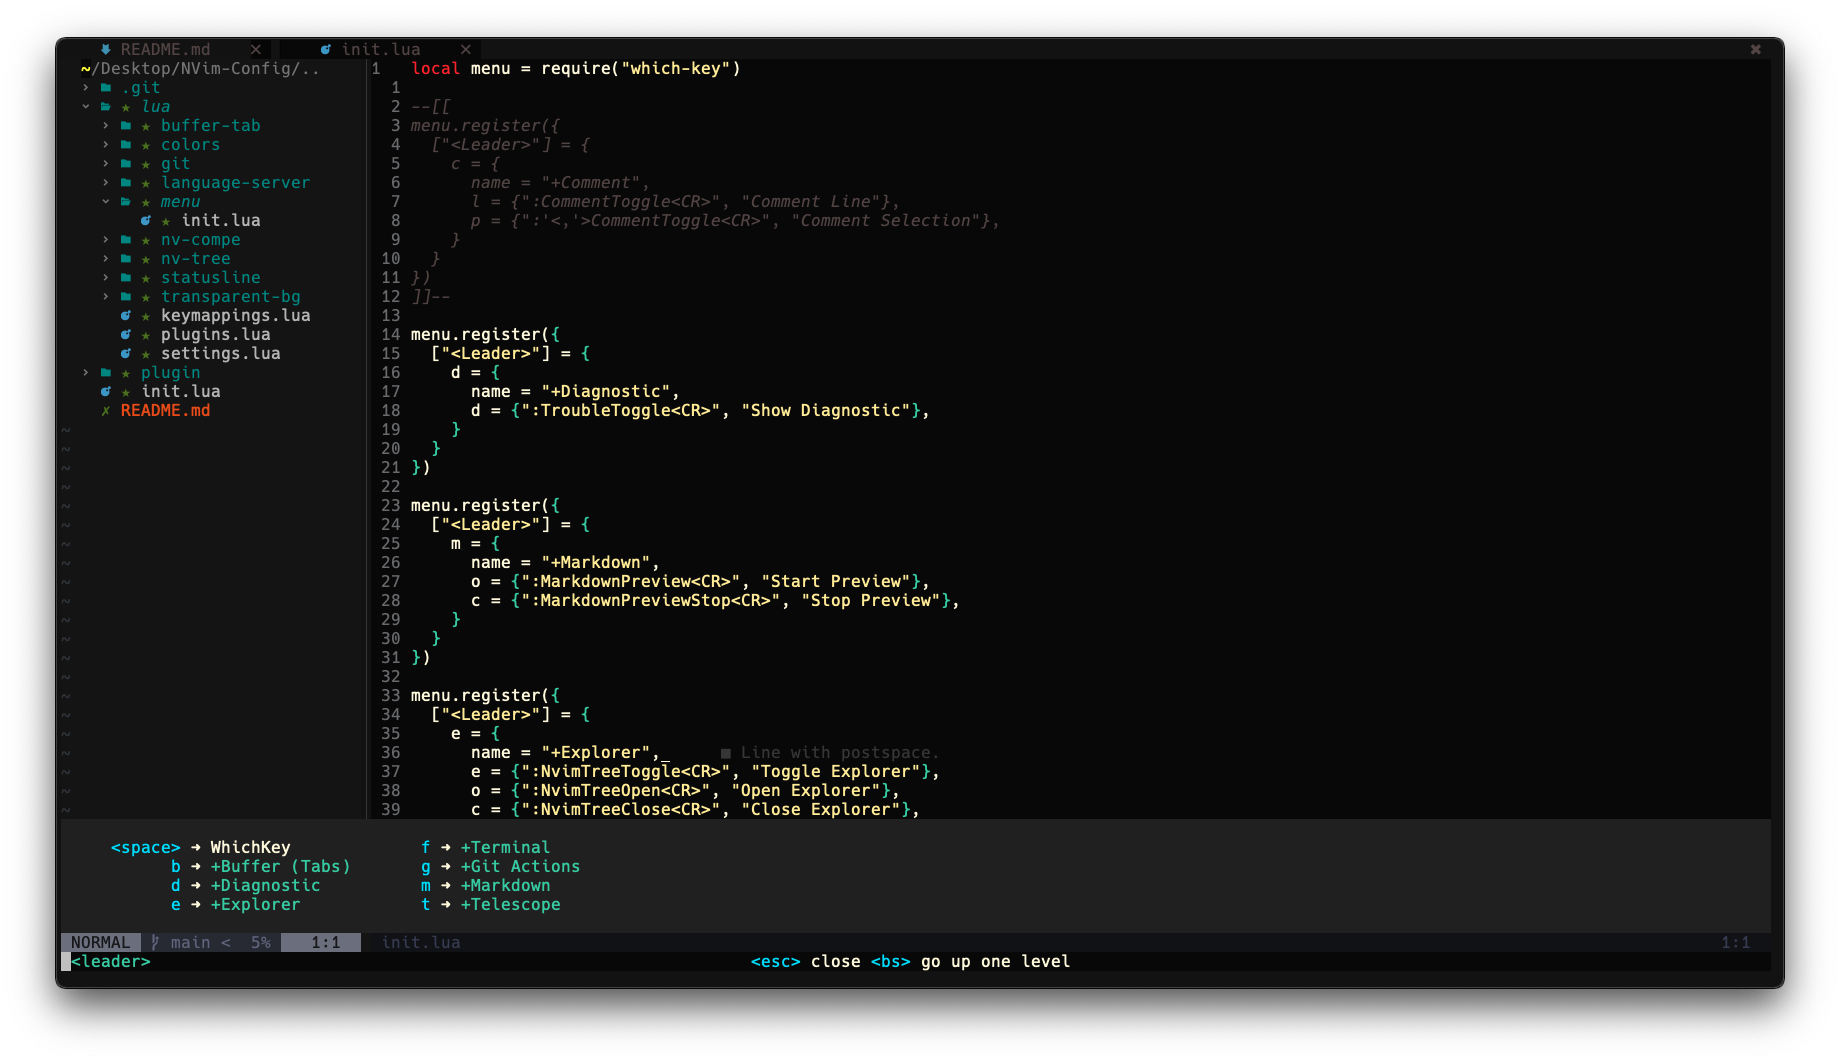 README.md
init.lua
~/Desktop/NVim-Config/..
.git
lua
buffer-tab
colors
git
language-server
menu
init.lua
nv-compe
nv-tree
statusline
transparent-bg
keymappings.lua
plugins.lua
settings.lua
plugin
init.lua
README.md
1 local menu = require("which-key")
1
2 --[[
3 menu.register({
4 ["<Leader>"] = {
5 c = {
6 name = "+Comment",
7 l = {":CommentToggle<CR>", "Comment Line"},
8 p = {":'<,'>CommentToggle<CR>", "Comment Selection"},
9 }
10 }
11 })
12 ]]--
13
14 menu.register({
15 ["<Leader>"] = {
16 d = {
17 name = "+Diagnostic",
18 d = {":TroubleToggle<CR>", "Show Diagnostic"},
19 }
20 }
21 })
22
23 menu.register({
24 ["<Leader>"] = {
25 m = {
26 name = "+Markdown",
27 o = {":MarkdownPreview<CR>", "Start Preview"},
28 c = {":MarkdownPreviewStop<CR>", "Stop Preview"},
29 }
30 }
31 })
32
33 menu.register({
34 ["<Leader>"] = {
35 e = {
36 name = "+Explorer",_ ■ Line with postspace.
37 e = {":NvimTreeToggle<CR>", "Toggle Explorer"},
38 o = {":NvimTreeOpen<CR>", "Open Explorer"},
39 c = {":NvimTreeClose<CR>", "Close Explorer"},
<space> → WhichKey f → +Terminal
b → +Buffer (Tabs) g → +Git Actions
d → +Diagnostic m → +Markdown
e → +Explorer t → +Telescope
NORMAL main < 5% 1:1 init.lua 1:1
<leader> <esc> close <bs> go up one level